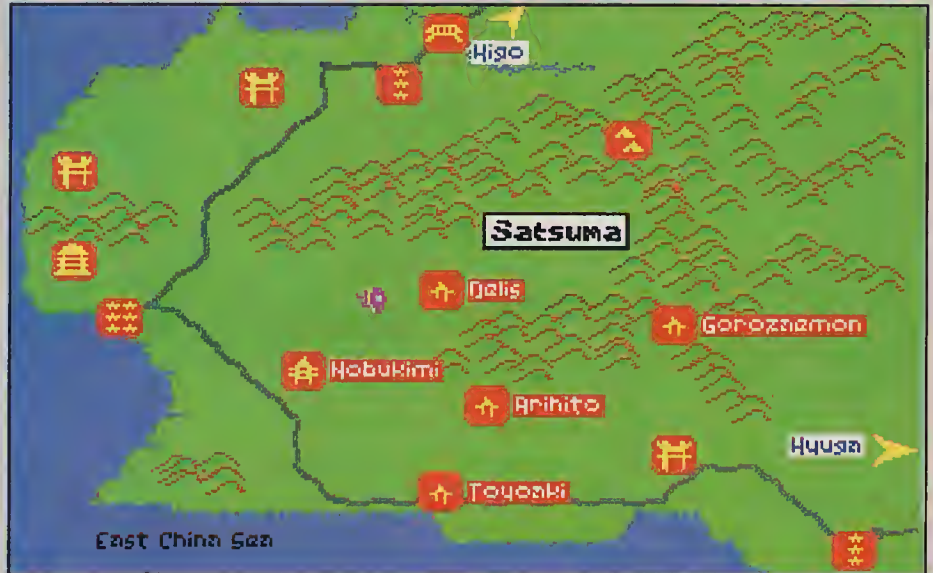 Higo
Satsuma
Delis
Gorozaemon
Nobukimi
Arihito
Hyuga
Toyoaki
East China Sea